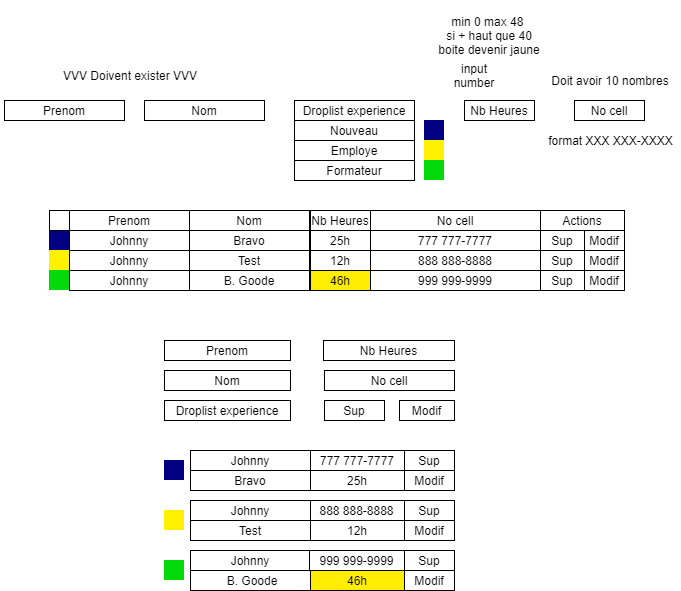 min 0 max 48
si + haut que 40
boite devenir jaune
VVV Doivent exister VVV
input
number
Doit avoir 10 nombres
Prenom Nom Droplist experience Nb Heures No cell
Nouveau
format XXX XXX-XXXX
Employe
Formateur
Prenom Nom Nb Heures No cell Actions
Johnny Bravo 25h 777 777-7777 Sup Modif
Johnny Test 12h 888 888-8888 Sup Modif
Johnny B. Goode 46h 999 999-9999 Sup Modif
Prenom Nb Heures
Nom No cell
Droplist experience Sup Modif
Johnny 777 777-7777 Sup
Bravo 25h Modif
Johnny 888 888-8888 Sup
Test 12h Modif
Johnny 999 999-9999 Sup
B. Goode 46h Modif